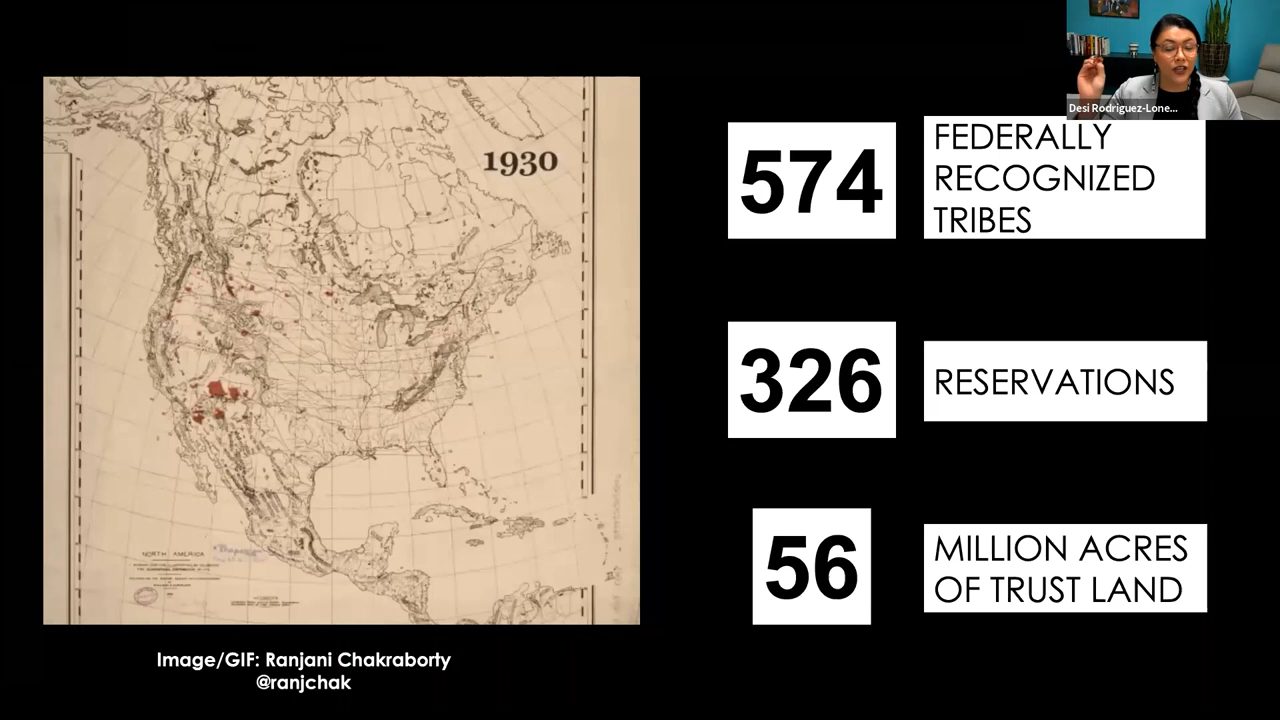 Desi Rodriguez-Lone...
1930
574
FEDERALLY
RECOGNIZED
TRIBES
326
RESERVATIONS
56
MILLION ACRES
OF TRUST LAND
NORTH AMERICA
Image/GIF: Ranjani Chakraborty
@ranjchak